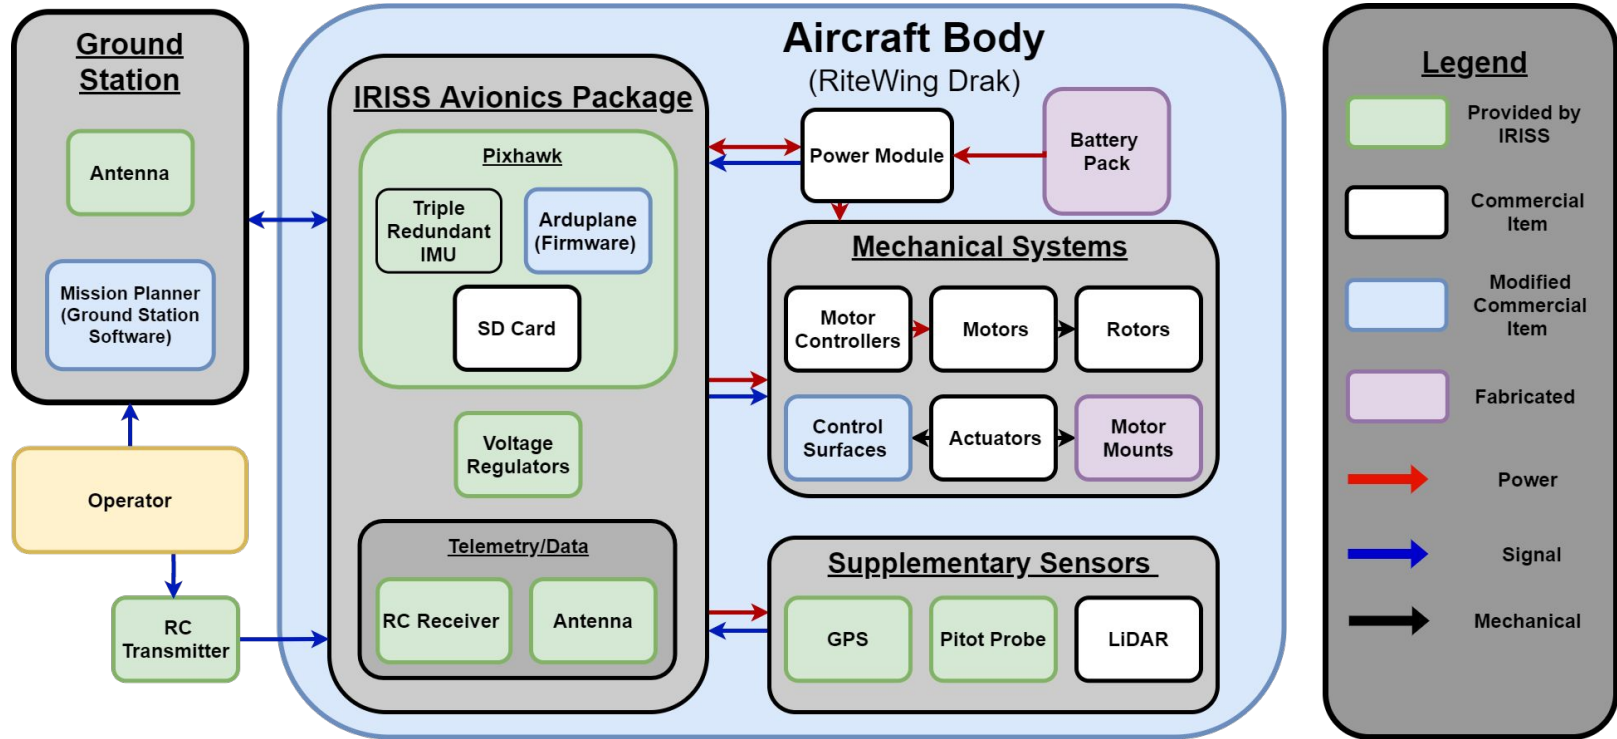 Ground
Station
Antenna
Mission Planner
(Ground Station
Software)
Operator
RC
Transmitter
Aircraft Body
(RiteWing Drak)
IRISS Avionics Package
Pixhawk
Triple
Redundant
IMU
Arduplane
(Firmware)
SD Card
Voltage
Regulators
Telemetry/Data
RC Receiver
Antenna
Power Module
Battery
Pack
Mechanical Systems
Motor
Controllers
Motors
Rotors
Control
Surfaces
Actuators
Motor
Mounts
Supplementary Sensors
GPS
Pitot Probe
LiDAR
Legend
Provided by
IRISS
Commercial
Item
Modified
Commercial
Item
Fabricated
Power
Signal
Mechanical